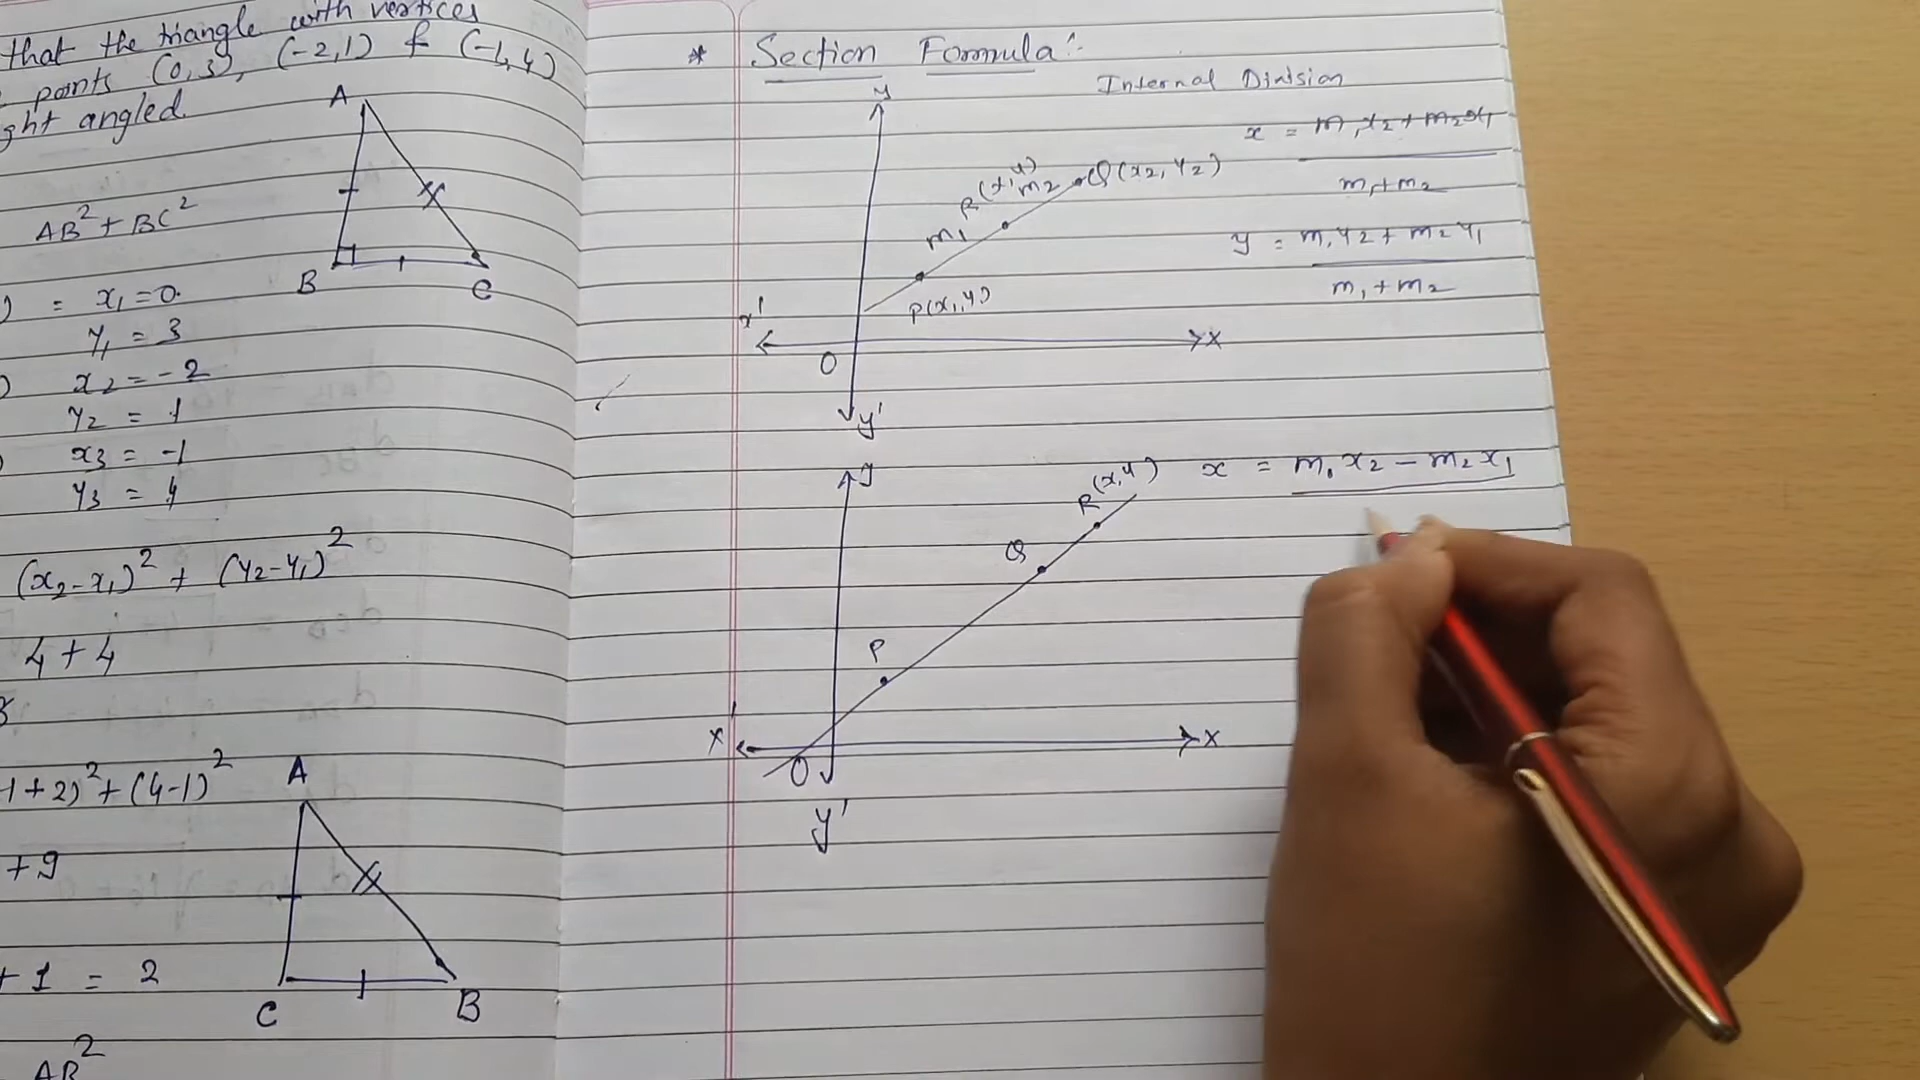 that the triangle with vertices
points (0,3), (-2,1) & (-1,4)
ght angled.
A
AB² + BC²
B
C
= x₁ = 0.
y₁ = 3
x₂ = -2
y₂ = 1
x₃ = -1
y₃ = 4
(x₂-x₁)² + (y₂-y₁)²
4 + 4
1+2)² + (4-1)²
A
+ 9
+ 1 = 2
C
B
AB²
* Section Formula :-
Internal Division
y
x = m₁x₂ + m₂x₁
m₁ + m₂
R(x,y)
m₂
Q(x₂, y₂)
m₁
y = m₁y₂ + m₂y₁
m₁ + m₂
P(x₁, y₁)
x'
O
X
y'
y
R(x,y)
x = m₁x₂ - m₂x₁
Q
P
X'
O
X
y'